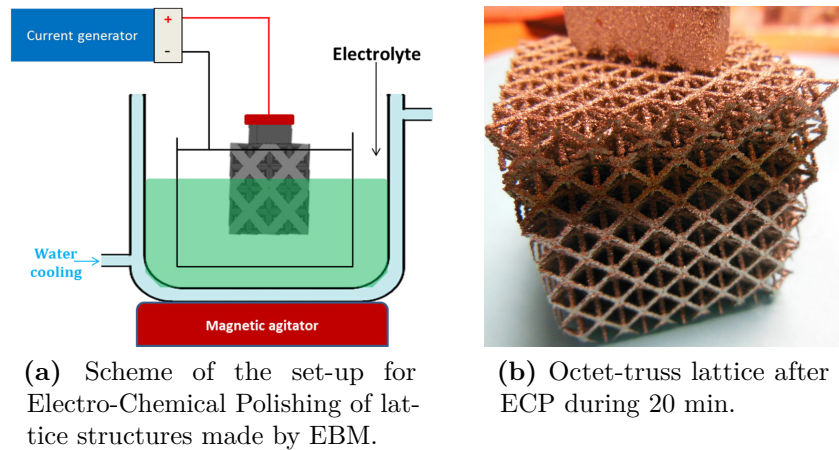 Current generator
+
-
Electrolyte
Water
cooling
Magnetic agitator
(a) Scheme of the set-up for
Electro-Chemical Polishing of lat-
tice structures made by EBM.
(b) Octet-truss lattice after
ECP during 20 min.